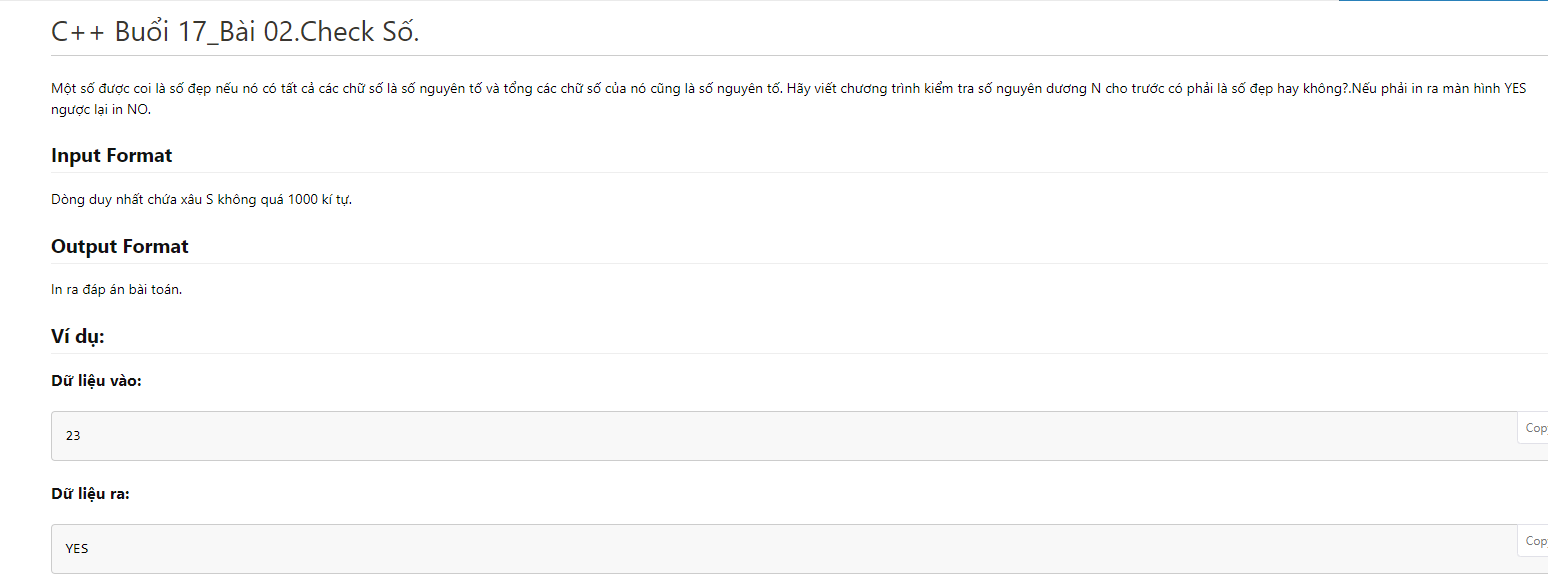 C++ Buổi 17_Bài 02.Check Số.
Một số được coi là số đẹp nếu nó có tất cả các chữ số là số nguyên tố và tổng các chữ số của nó cũng là số nguyên tố. Hãy viết chương trình kiểm tra số nguyên dương N cho trước có phải là số đẹp hay không?.Nếu phải in ra màn hình YES
ngược lại in NO.
Input Format
Dòng duy nhất chứa xâu S không quá 1000 kí tự.
Output Format
In ra đáp án bài toán.
Ví dụ:
Dữ liệu vào:
Cop
23
Dữ liệu ra:
Cop
YES